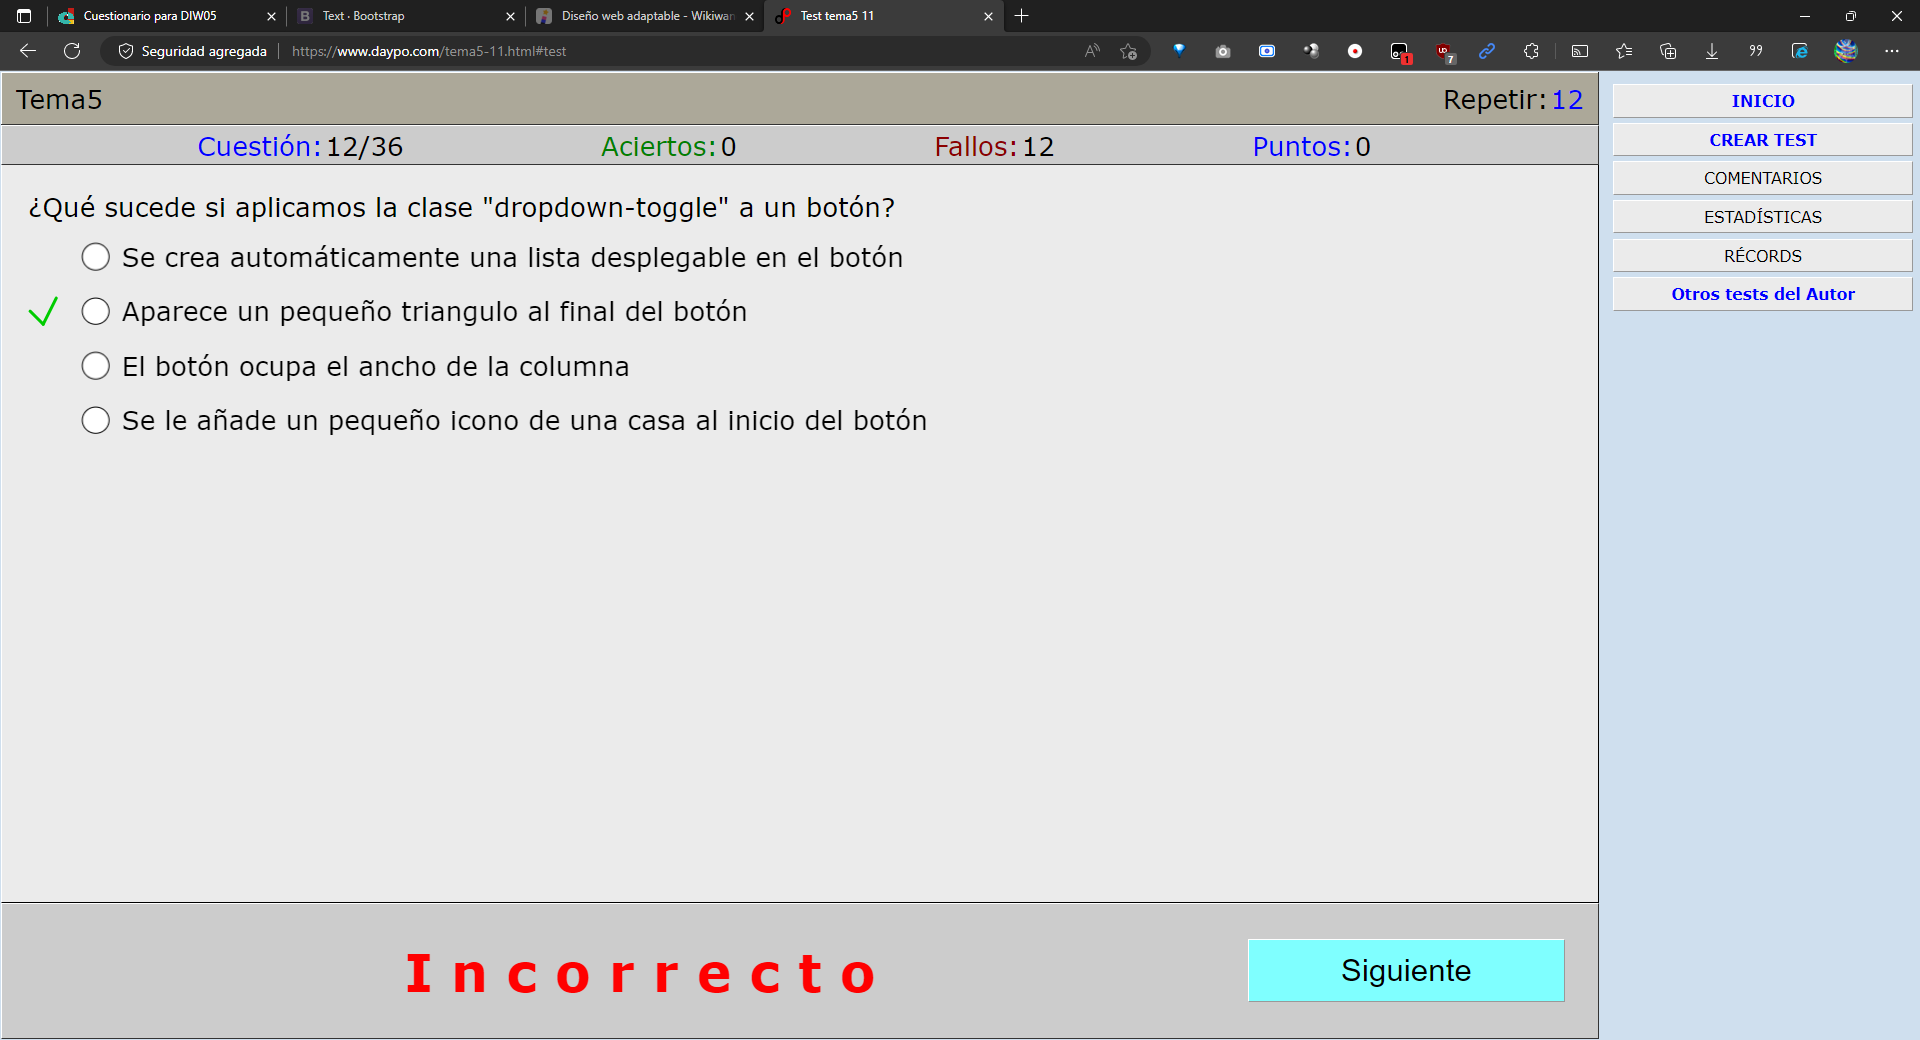 Cuestionario para DIW05
Text · Bootstrap
Diseño web adaptable - Wikiwan
Test tema5 11
Seguridad agregada
https://www.daypo.com/tema5-11.html#test
1
7
Tema5
Repetir: 12
Cuestión: 12/36
Aciertos: 0
Fallos: 12
Puntos: 0
¿Qué sucede si aplicamos la clase "dropdown-toggle" a un botón?
Se crea automáticamente una lista desplegable en el botón
Aparece un pequeño triangulo al final del botón
El botón ocupa el ancho de la columna
Se le añade un pequeño icono de una casa al inicio del botón
Incorrecto
Siguiente
INICIO
CREAR TEST
COMENTARIOS
ESTADÍSTICAS
RÉCORDS
Otros tests del Autor